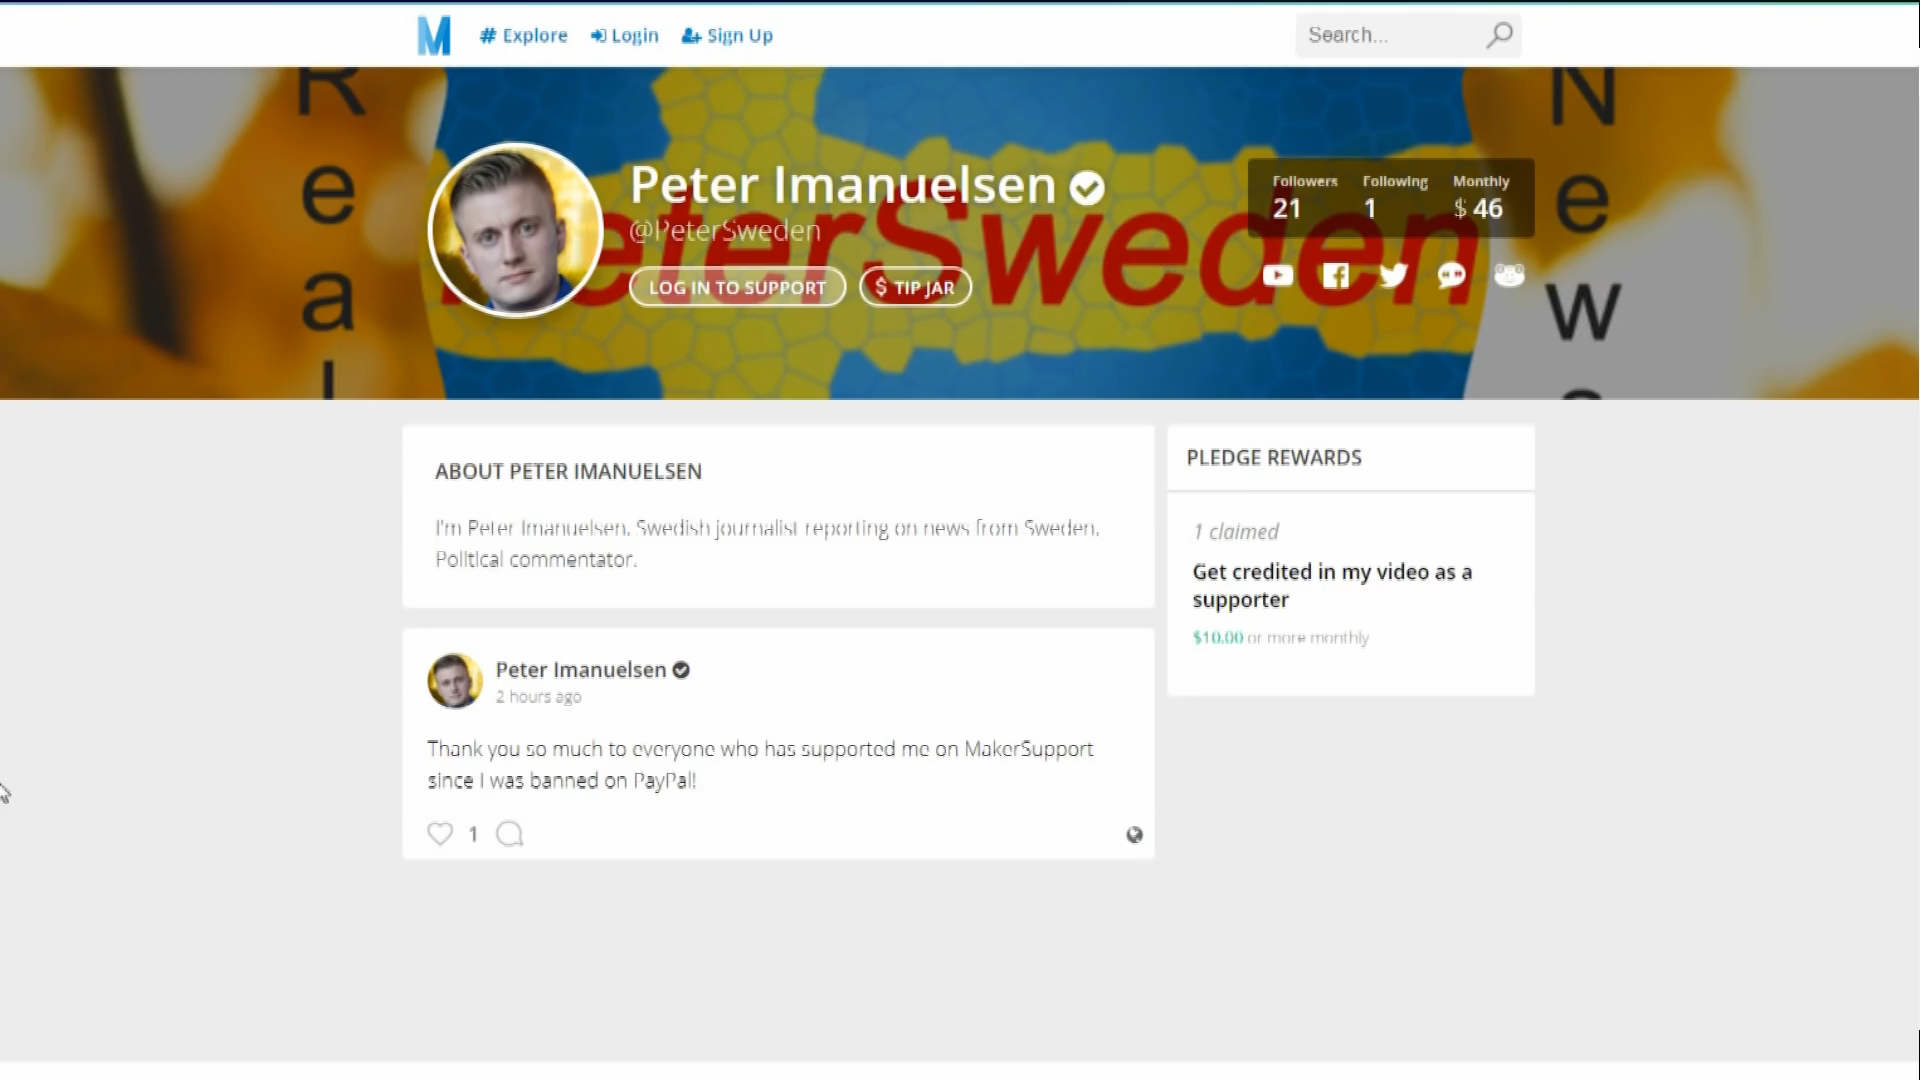 M # Explore Login Sign Up Search...
R
e
a
l
N
e
w
PeterSweden
Peter Imanuelsen
@PeterSweden
LOG IN TO SUPPORT $ TIP JAR
Followers Following Monthly
21 1 $ 46
ABOUT PETER IMANUELSEN
I'm Peter Imanuelsen. Swedish journalist reporting on news from Sweden.
Political commentator.
PLEDGE REWARDS
1 claimed
Get credited in my video as a
supporter
$10.00 or more monthly
Peter Imanuelsen
2 hours ago
Thank you so much to everyone who has supported me on MakerSupport
since I was banned on PayPal!
1